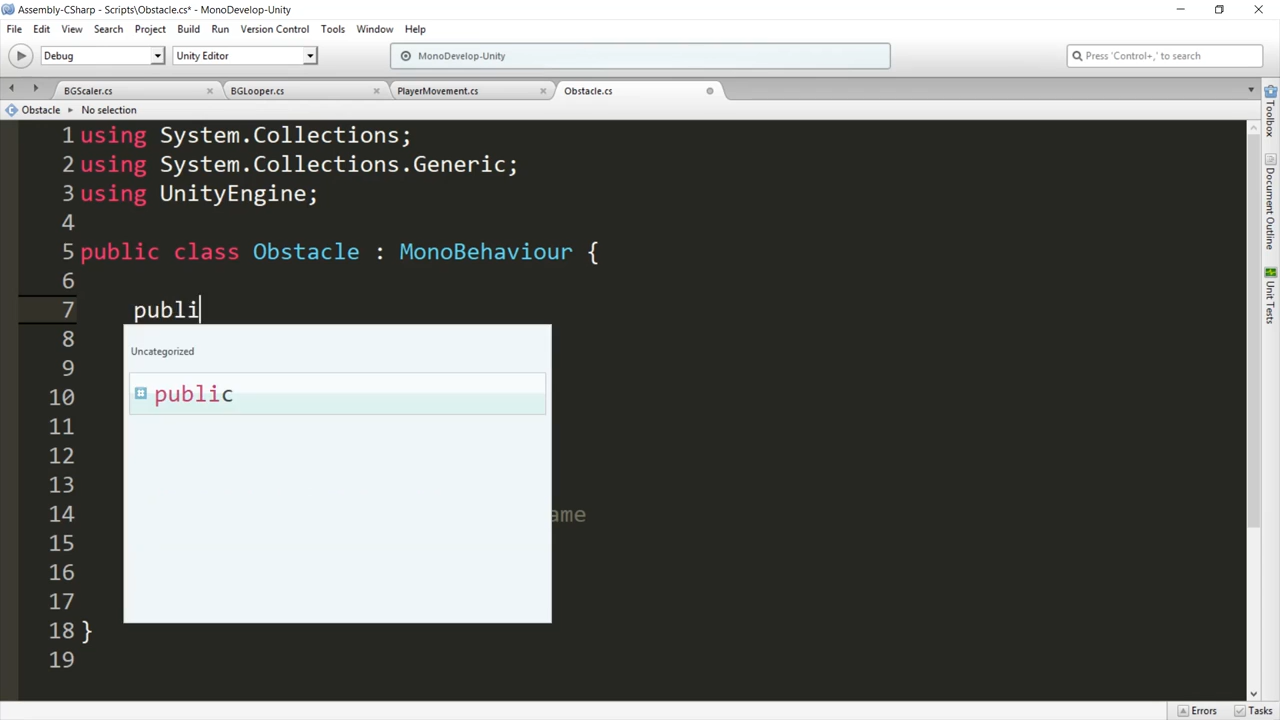 Assembly-CSharp - Scripts\Obstacle.cs* - MonoDevelop-Unity
File Edit View Search Project Build Run Version Control Tools Window Help
Debug Unity Editor MonoDevelop-Unity Press 'Control+,' to search
BGScaler.cs BGLooper.cs PlayerMovement.cs Obstacle.cs
Obstacle No selection
1 using System.Collections;
2 using System.Collections.Generic;
3 using UnityEngine;
4
5 public class Obstacle : MonoBehaviour {
6
7 publi
8
Uncategorized
9
10 public
11
12
13
14 ame
15
16
17
18 }
19
Toolbox
Document Outline
Unit Tests
Errors Tasks